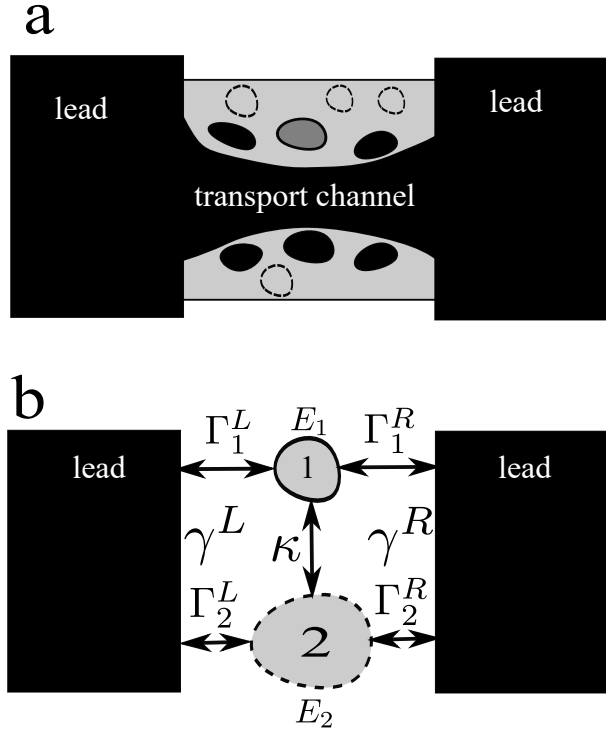 a
lead
lead
transport channel
b
Γ₁ᴸ E₁ Γ₁ᴿ
lead 1 lead
γᴸ κ γᴿ
Γ₂ᴸ Γ₂ᴿ
2
E₂